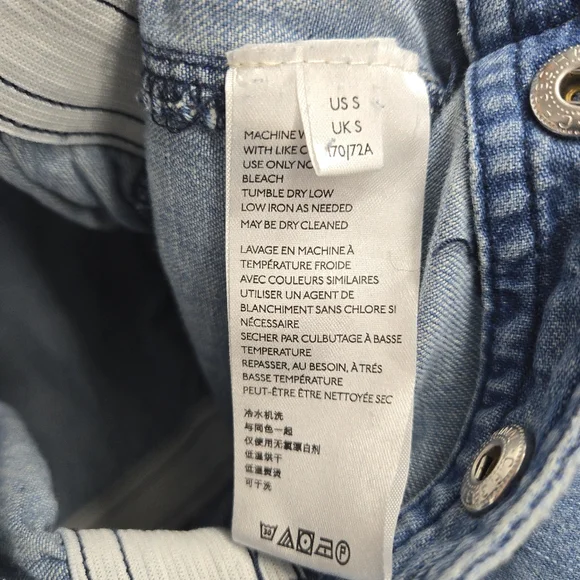 US S
UK S
170/72A
MACHINE
WITH LIKE
USE ONLY
BLEACH
TUMBLE DRY LOW
LOW IRON AS NEEDED
MAY BE DRY CLEANED
LAVAGE EN MACHINE À
TEMPÉRATURE FROIDE
AVEC COULEURS SIMILAIRES
UTILISER UN AGENT DE
BLANCHIMENT SANS CHLORE SI
NÉCESSAIRE
SECHER PAR CULBUTAGE À BASSE
TEMPERATURE
REPASSER, AU BESOIN, À TRÉS
BASSE TEMPÉRATURE
PEUT-ÊTRE ÊTRE NETTOYÉE SEC
冷水机洗
与同色一起
仅使用无氯漂白剂
低温烘干
低温熨烫
可干洗